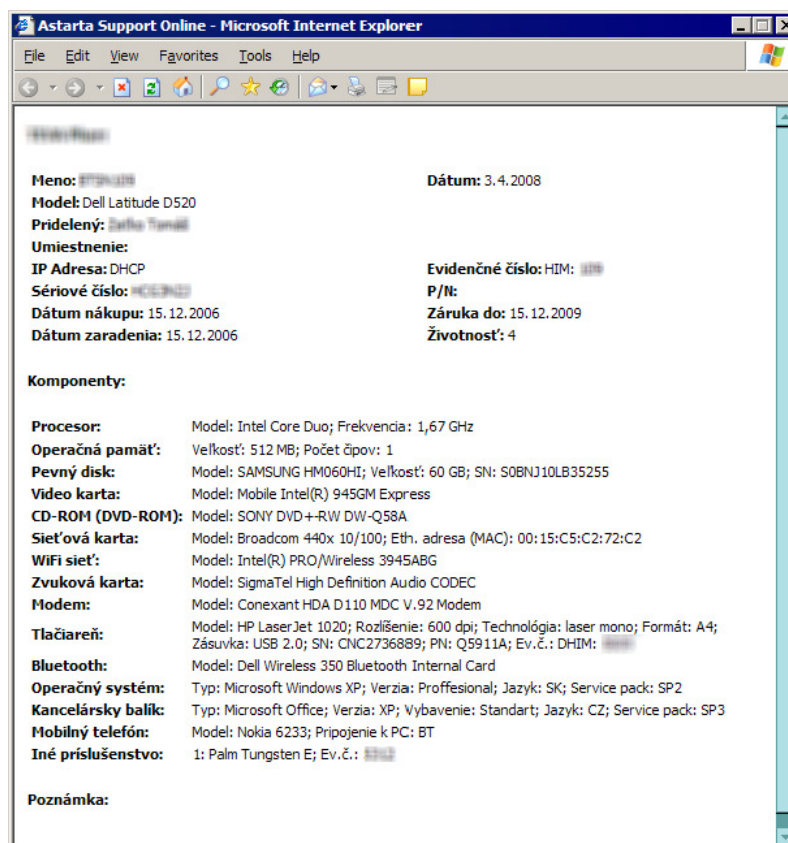 Astarta Support Online - Microsoft Internet Explorer
File Edit View Favorites Tools Help
Meno: Dátum: 3.4.2008
Model: Dell Latitude D520
Pridelený:
Umiestnenie:
IP Adresa: DHCP Evidenčné číslo: HIM:
Sériové číslo: P/N:
Dátum nákupu: 15.12.2006 Záruka do: 15.12.2009
Dátum zaradenia: 15.12.2006 Životnosť: 4
Komponenty:
Procesor: Model: Intel Core Duo; Frekvencia: 1,67 GHz
Operačná pamäť: Veľkosť: 512 MB; Počet čipov: 1
Pevný disk: Model: SAMSUNG HM060HI; Veľkosť: 60 GB; SN: S0BNJ10LB35255
Video karta: Model: Mobile Intel(R) 945GM Express
CD-ROM (DVD-ROM): Model: SONY DVD+-RW DW-Q58A
Sieťová karta: Model: Broadcom 440x 10/100; Eth. adresa (MAC): 00:15:C5:C2:72:C2
WiFi sieť: Model: Intel(R) PRO/Wireless 3945ABG
Zvuková karta: Model: SigmaTel High Definition Audio CODEC
Modem: Model: Conexant HDA D110 MDC V.92 Modem
Tlačiareň: Model: HP LaserJet 1020; Rozlíšenie: 600 dpi; Technológia: laser mono; Formát: A4;
Zásuvka: USB 2.0; SN: CNC2736889; PN: Q5911A; Ev.č.: DHIM:
Bluetooth: Model: Dell Wireless 350 Bluetooth Internal Card
Operačný systém: Typ: Microsoft Windows XP; Verzia: Proffesional; Jazyk: SK; Service pack: SP2
Kancelársky balík: Typ: Microsoft Office; Verzia: XP; Vybavenie: Standart; Jazyk: CZ; Service pack: SP3
Mobilný telefón: Model: Nokia 6233; Pripojenie k PC: BT
Iné príslušenstvo: 1: Palm Tungsten E; Ev.č.:
Poznámka: